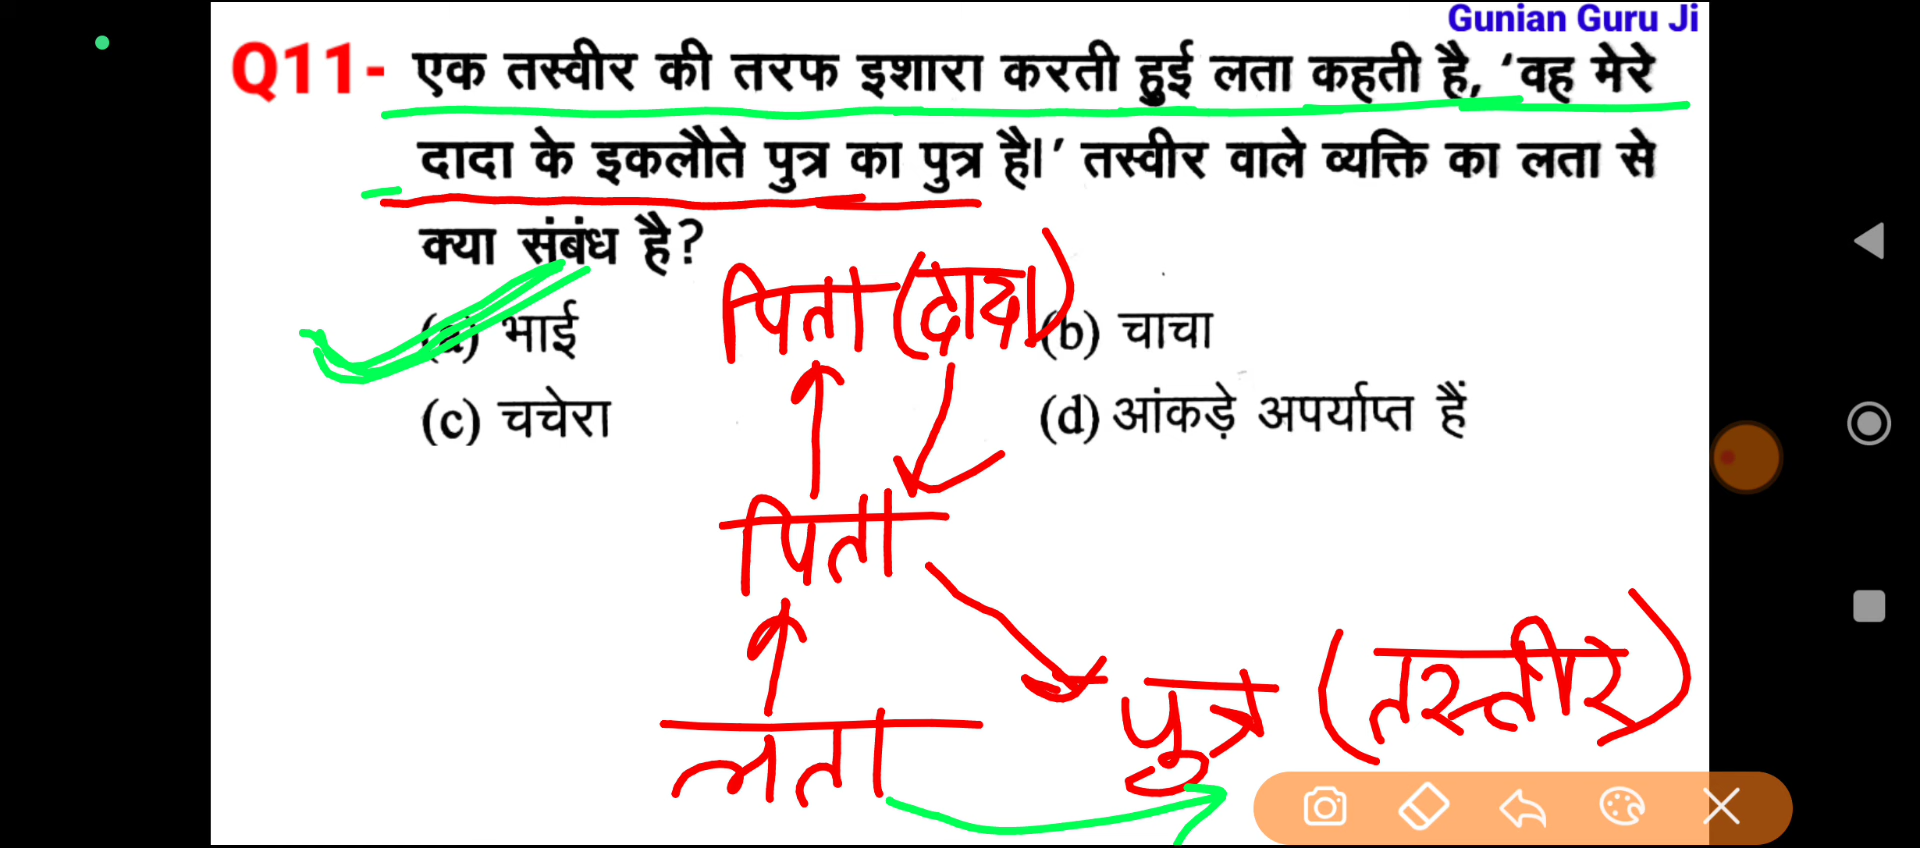 Gunian Guru Ji
Q11- एक तस्वीर की तरफ इशारा करती हुई लता कहती है, ‘वह मेरे
दादा के इकलौते पुत्र का पुत्र है।’ तस्वीर वाले व्यक्ति का लता से
क्या संबंध है?
(a) भाई
(b) चाचा
(c) चचेरा
(d) आंकड़े अपर्याप्त हैं
पिता (दादा)
पिता
पुत्र (तस्वीर)
लता